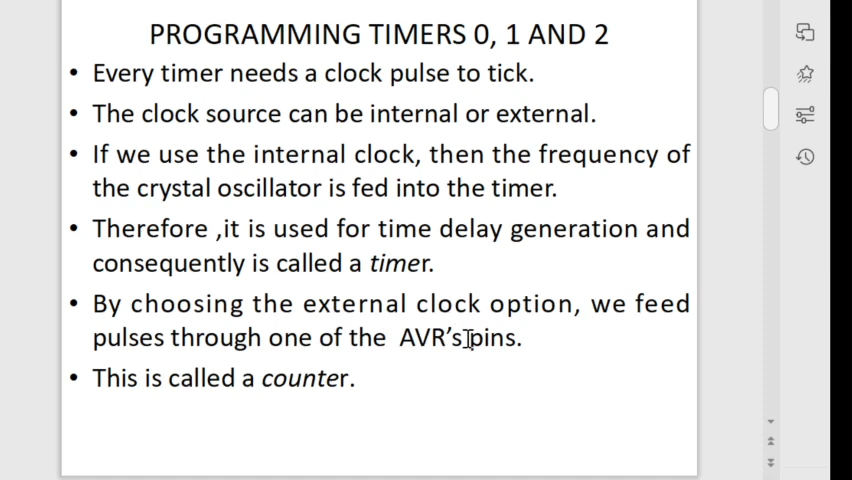 PROGRAMMING TIMERS 0, 1 AND 2
• Every timer needs a clock pulse to tick.
• The clock source can be internal or external.
• If we use the internal clock, then the frequency of
the crystal oscillator is fed into the timer.
• Therefore ,it is used for time delay generation and
consequently is called a timer.
• By choosing the external clock option, we feed
pulses through one of the AVR’s pins.
• This is called a counter.